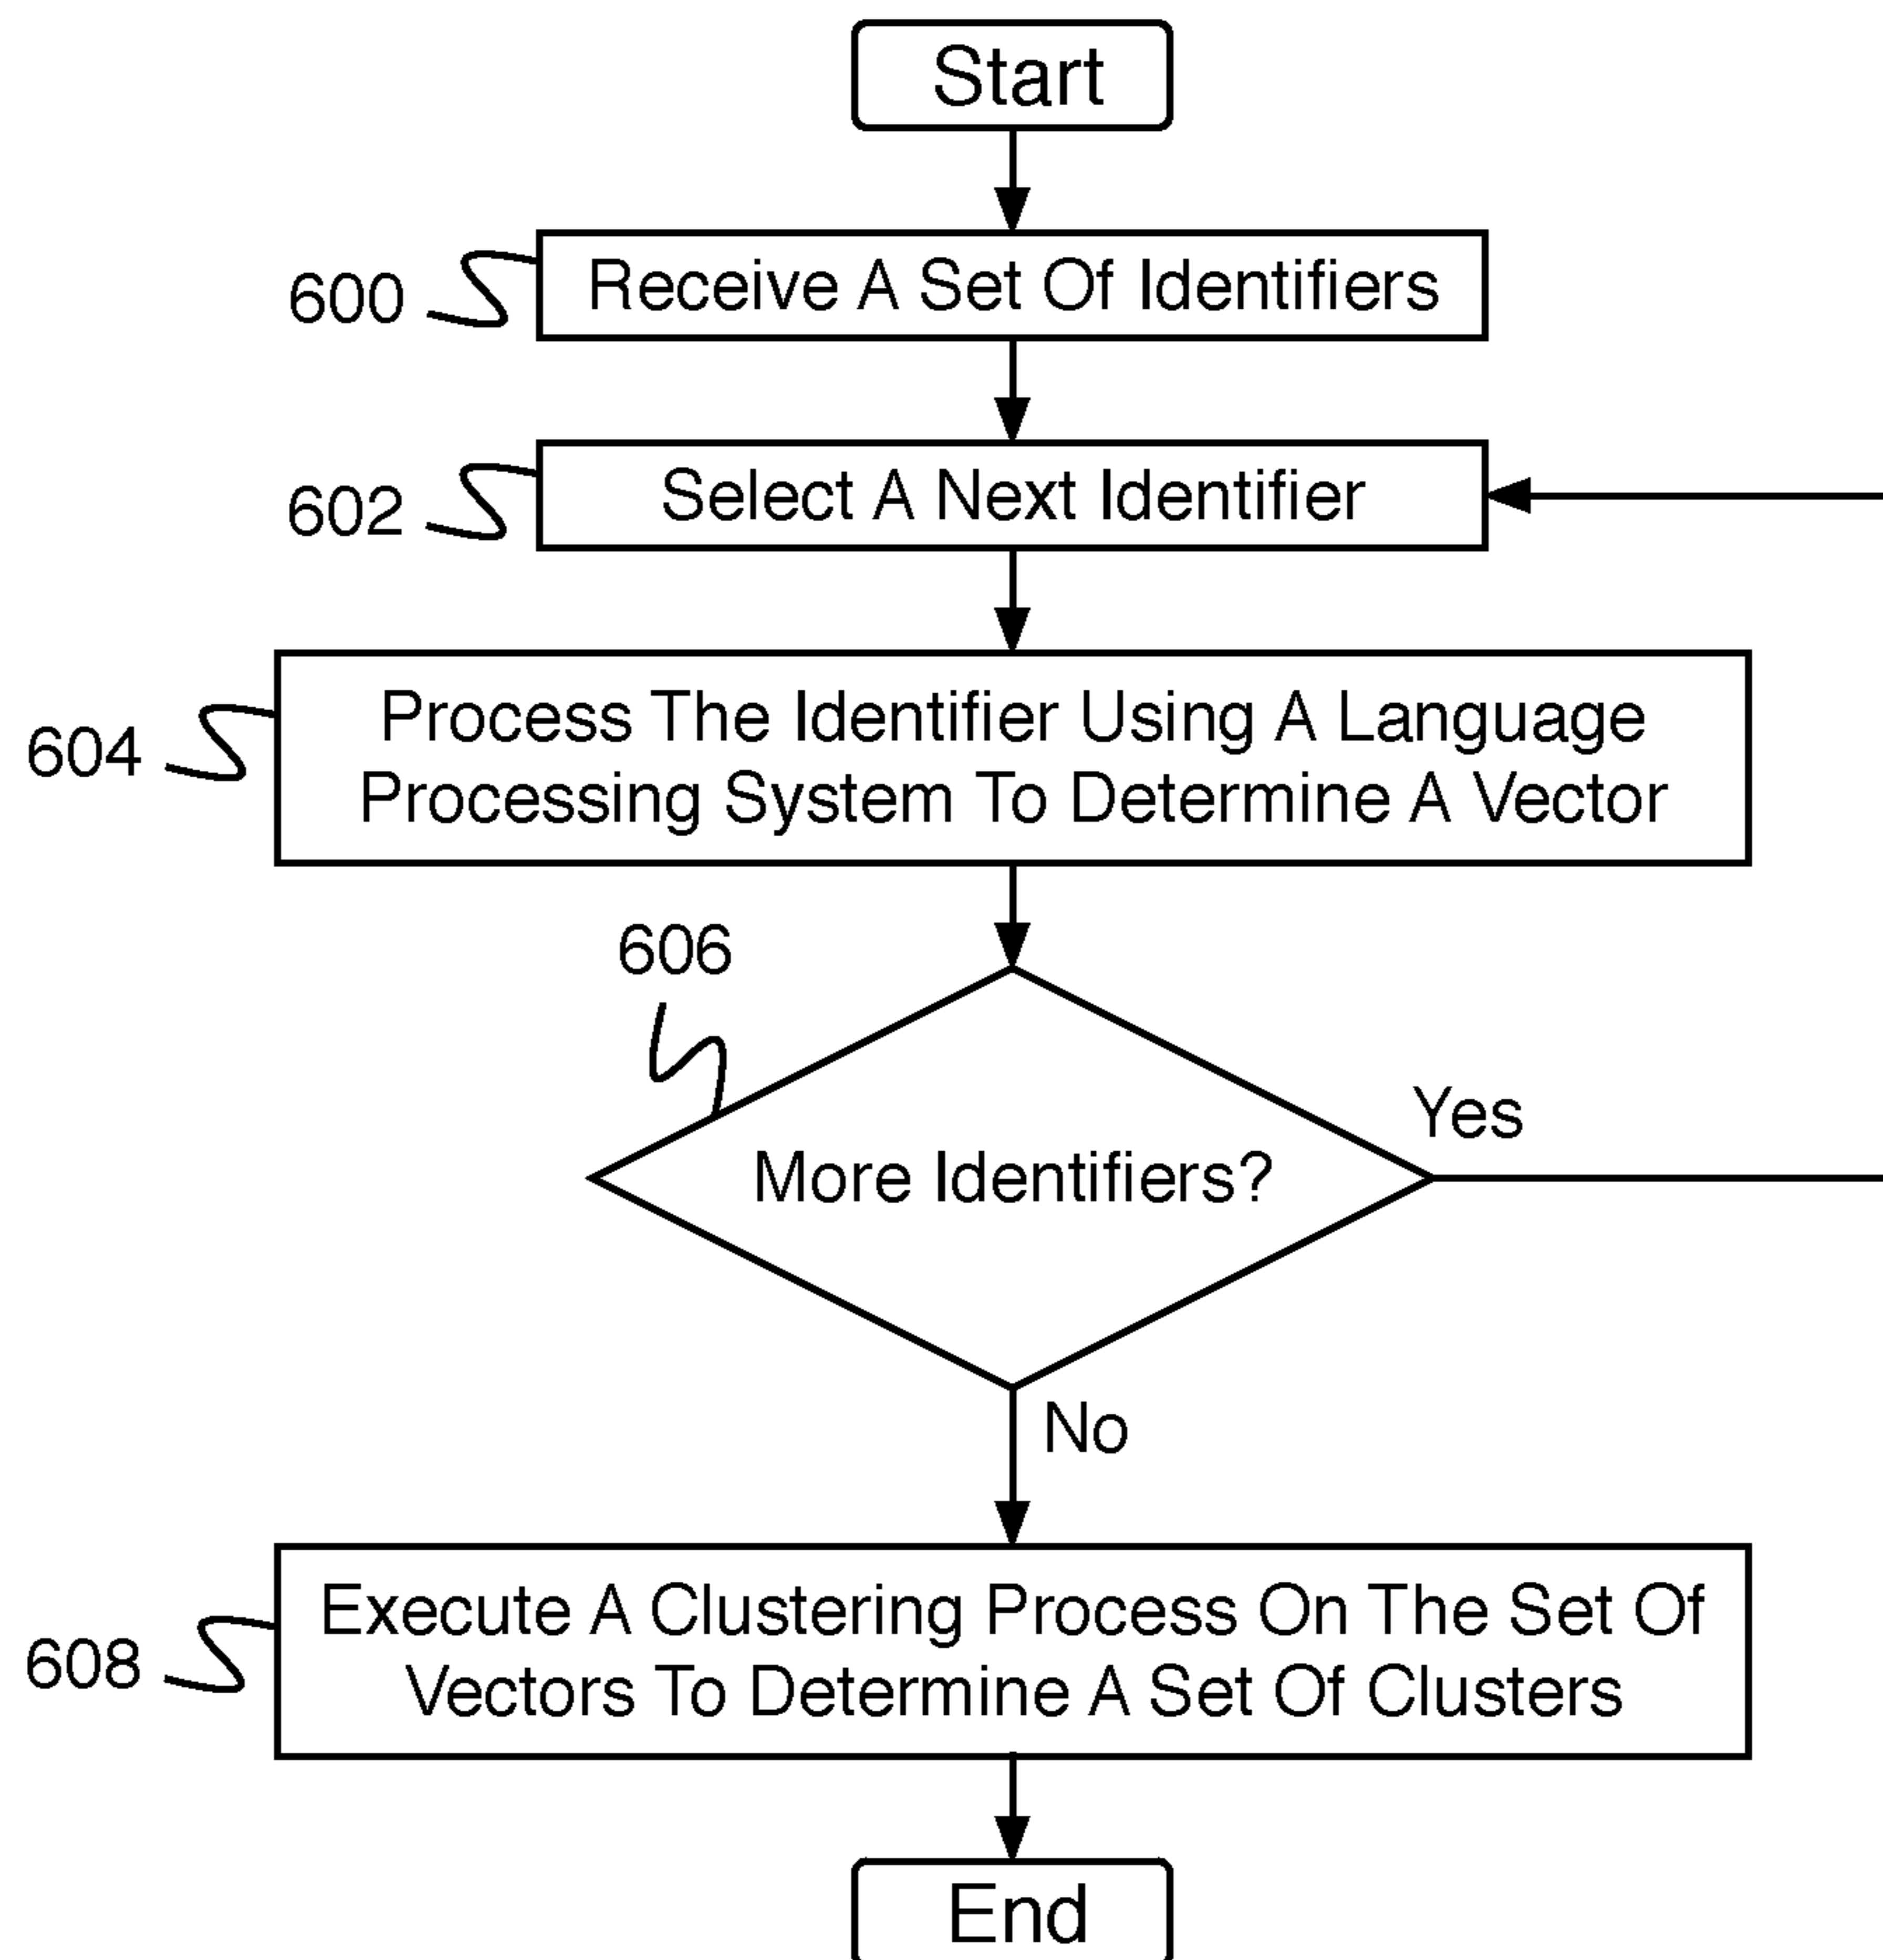 Start
600
Receive A Set Of Identifiers
602
Select A Next Identifier
604
Process The Identifier Using A Language
Processing System To Determine A Vector
606
More Identifiers?
Yes
No
608
Execute A Clustering Process On The Set Of
Vectors To Determine A Set Of Clusters
End